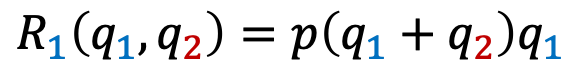 R₁(q₁, q₂) = p(q₁ + q₂)q₁